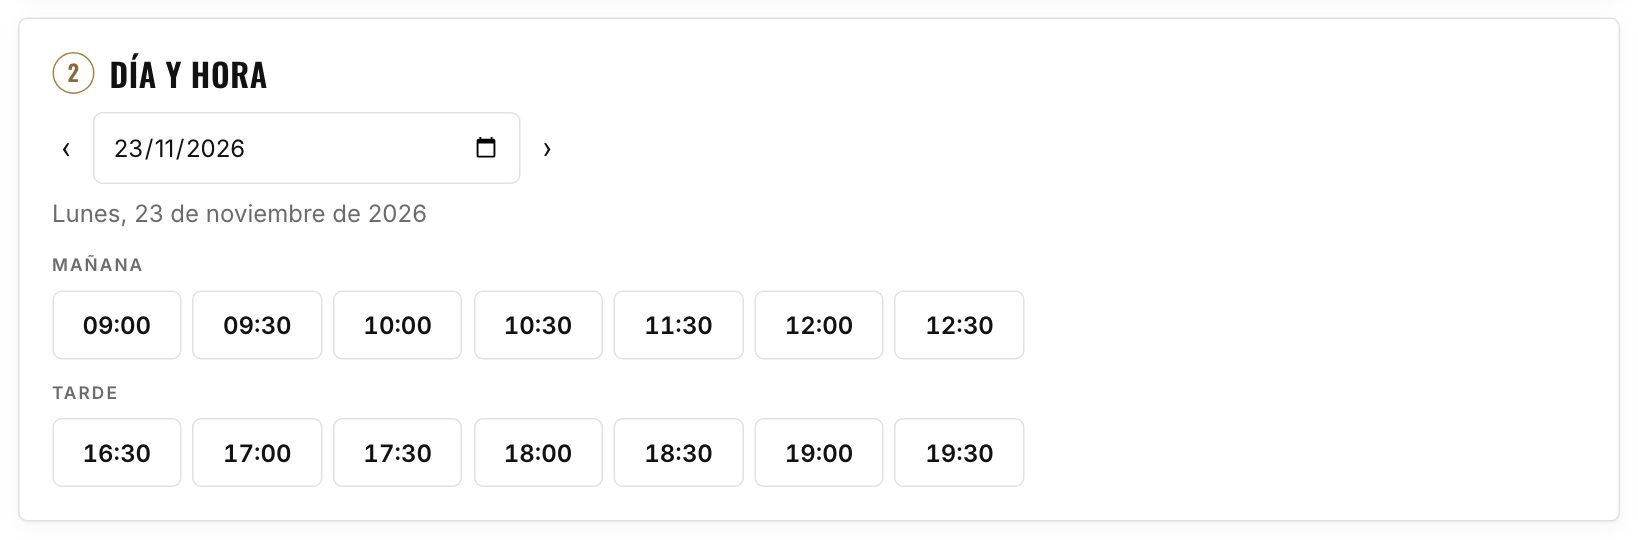 2 DÍA Y HORA
‹ 23/11/2026 ›
Lunes, 23 de noviembre de 2026
MAÑANA
09:00 09:30 10:00 10:30 11:30 12:00 12:30
TARDE
16:30 17:00 17:30 18:00 18:30 19:00 19:30